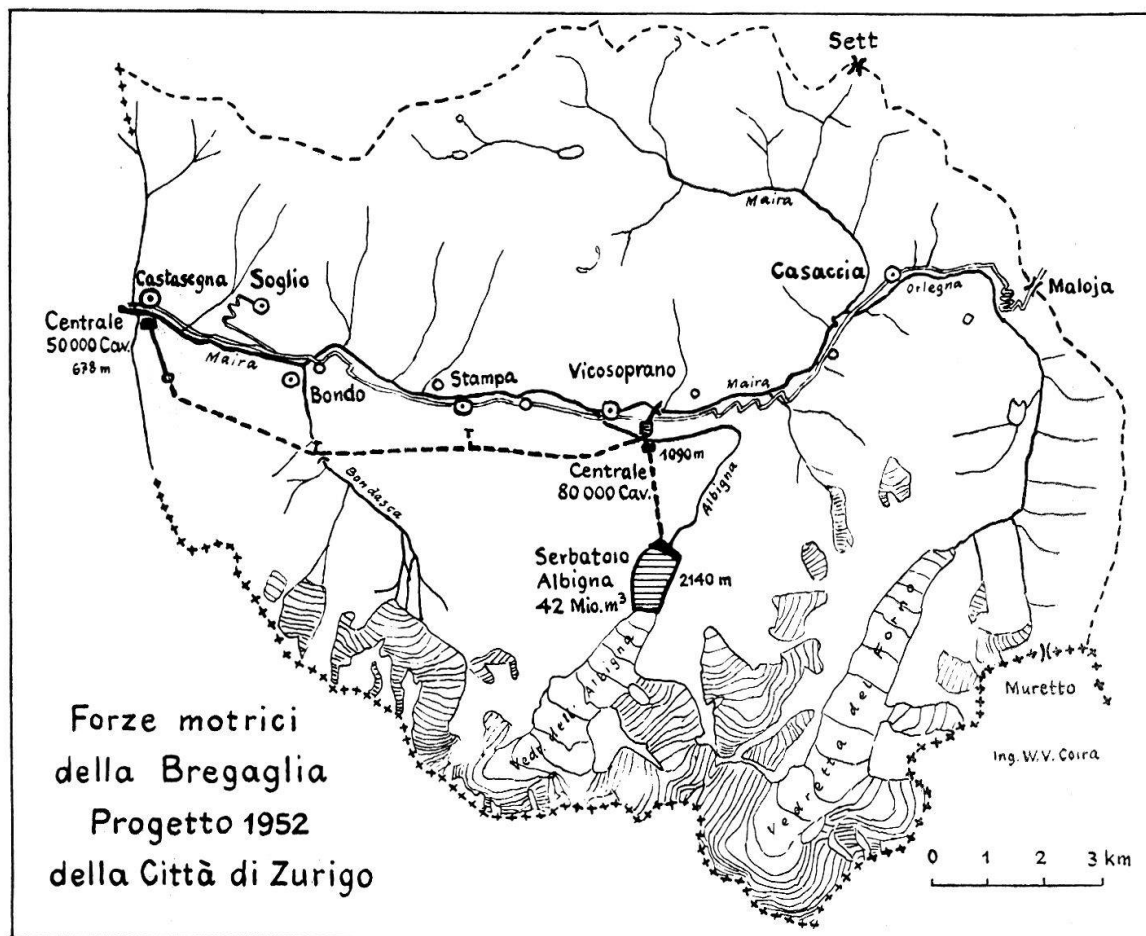 Sett
Maira
Castasegna
Soglio
Casaccia
Orlegna
Maloja
Centrale
50000 Cav.
678 m
Maira
Bondo
Stampa
Vicosoprano
Maira
1090 m
Centrale
80 000 Cav.
Albigna
Bondasca
Serbatoio
Albigna
42 Mio. m³
2140 m
Vedr. dell. Albigna
Vedretta del Forno
Muretto
Ing. W. V. Coira
Forze motrici
della Bregaglia
Progetto 1952
della Città di Zurigo
0 1 2 3 km